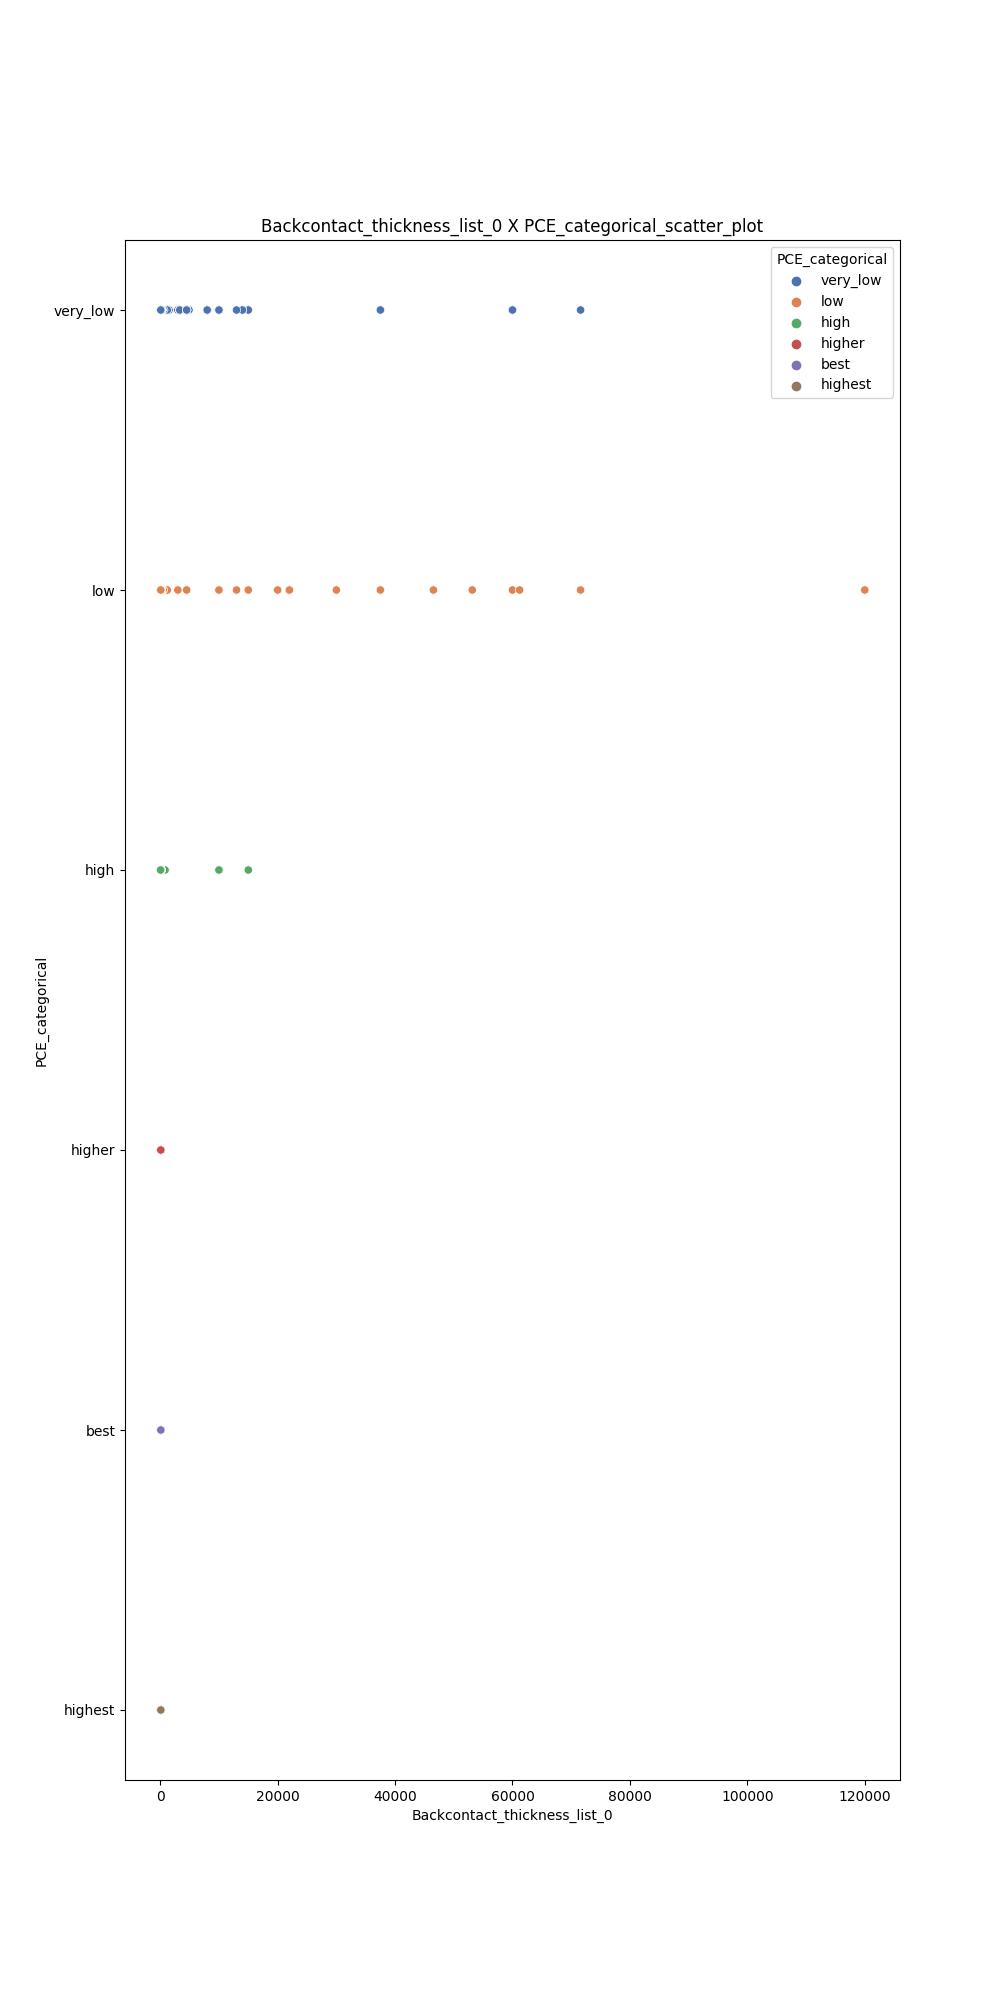 Backcontact_thickness_list_0 X PCE_categorical_scatter_plot
PCE_categorical
very_low
low
high
higher
best
highest
very_low
low
high
higher
best
highest
PCE_categorical
0 20000 40000 60000 80000 100000 120000
Backcontact_thickness_list_0